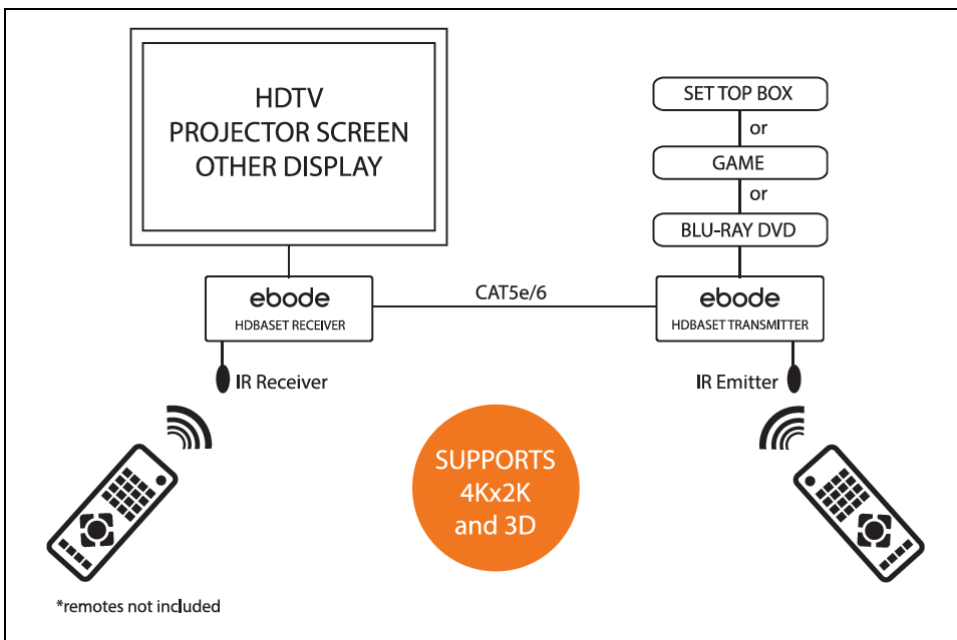 HDTV
PROJECTOR SCREEN
OTHER DISPLAY
SET TOP BOX
or
GAME
or
BLU-RAY DVD
ebode
HDBASET RECEIVER
CAT5e/6
ebode
HDBASET TRANSMITTER
IR Receiver
IR Emitter
SUPPORTS
4Kx2K
and 3D
*remotes not included